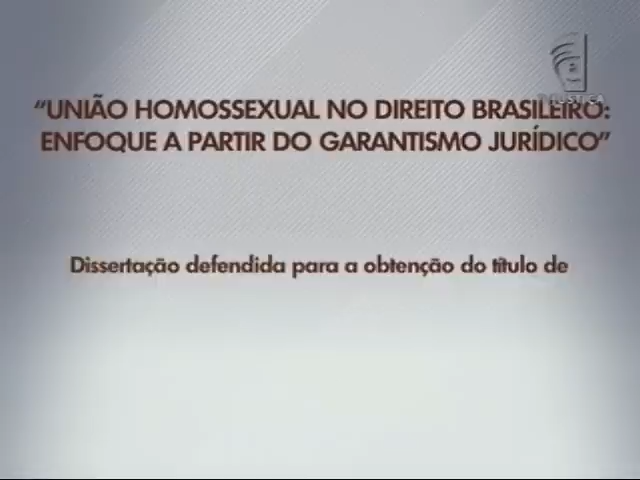 “UNIÃO HOMOSSEXUAL NO DIREITO BRASILEIRO:
ENFOQUE A PARTIR DO GARANTISMO JURÍDICO”
Dissertação defendida para a obtenção do título de